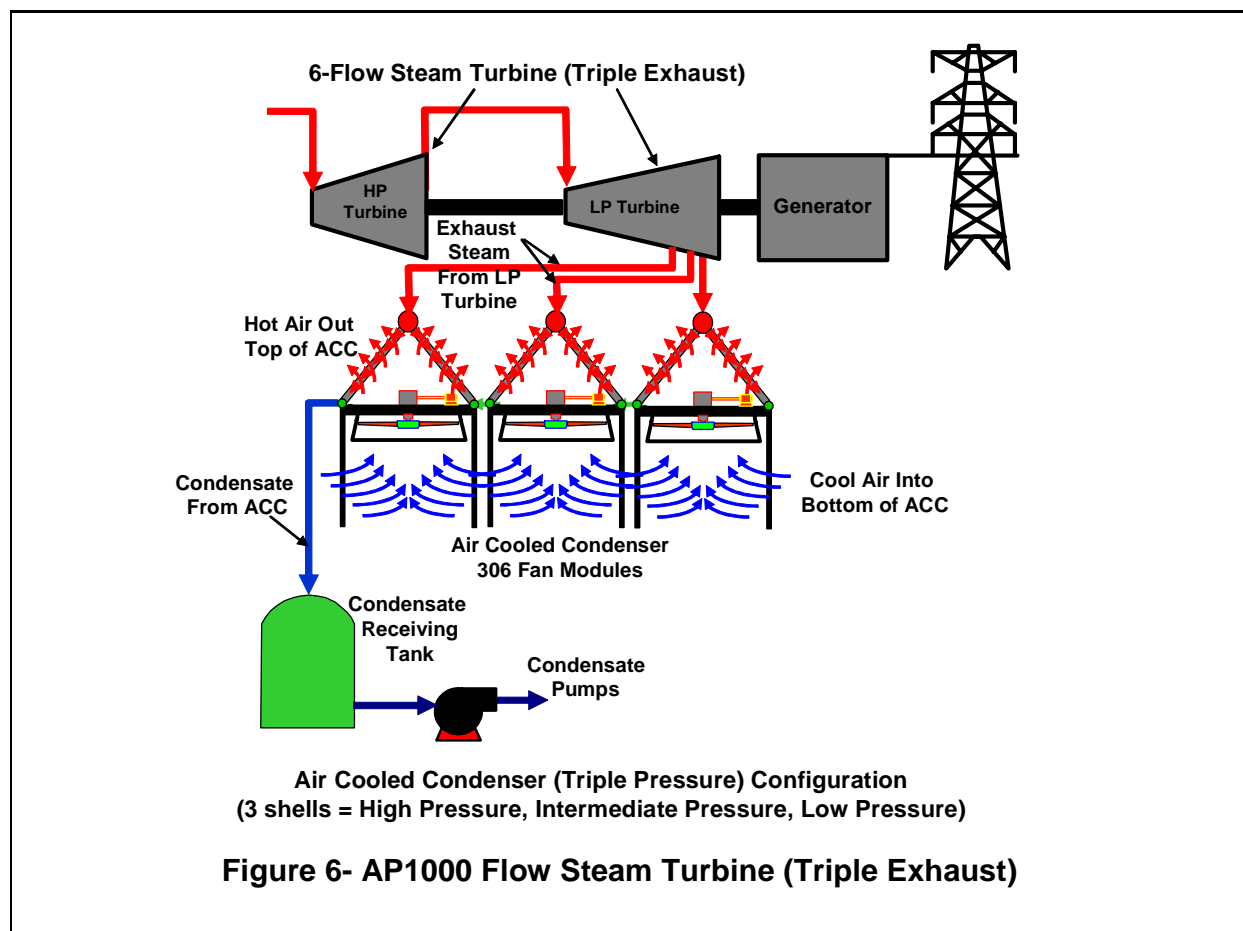 6-Flow Steam Turbine (Triple Exhaust)
HP
Turbine
LP Turbine
Generator
Exhaust
Steam
From LP
Turbine
Hot Air Out
Top of ACC
Condensate
From ACC
Cool Air Into
Bottom of ACC
Air Cooled Condenser
306 Fan Modules
Condensate
Receiving
Tank
Condensate
Pumps
Air Cooled Condenser (Triple Pressure) Configuration
(3 shells = High Pressure, Intermediate Pressure, Low Pressure)
Figure 6- AP1000 Flow Steam Turbine (Triple Exhaust)